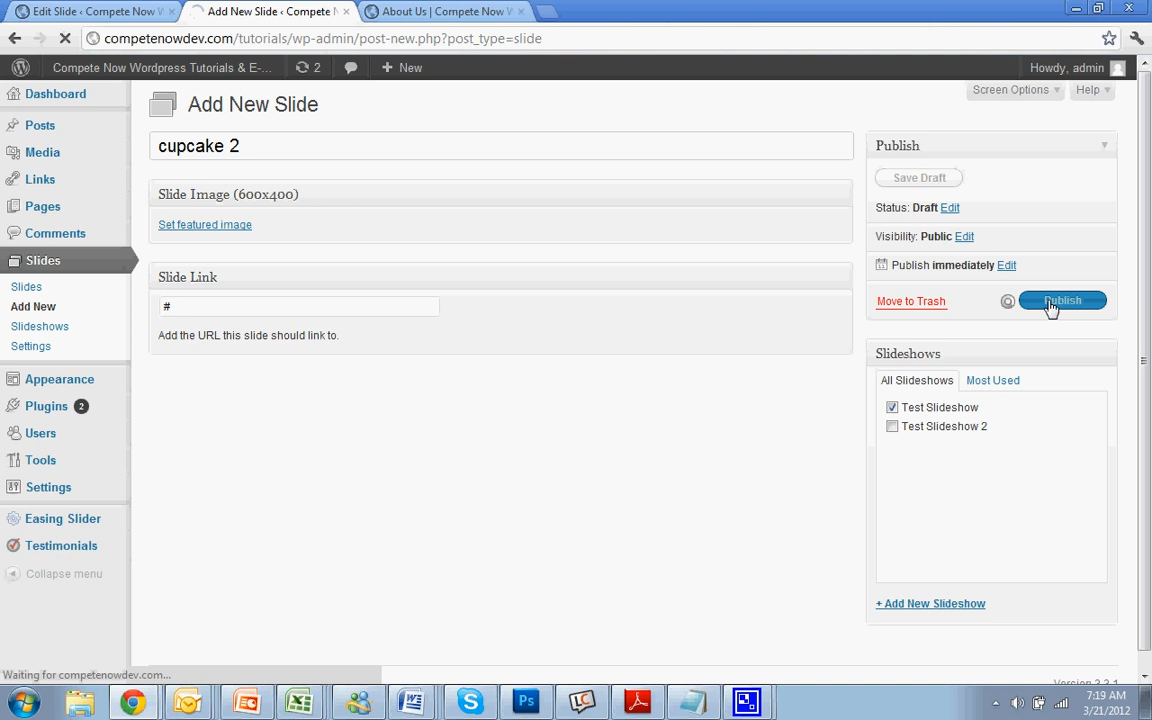 Edit Slide ‹ Compete Now W
Add New Slide ‹ Compete N
About Us | Compete Now W
competenowdev.com/tutorials/wp-admin/post-new.php?post_type=slide
Compete Now Wordpress Tutorials & E-...
2
+ New
Howdy, admin
Screen Options
Help
Dashboard
Posts
Media
Links
Pages
Comments
Slides
Slides
Add New
Slideshows
Settings
Appearance
Plugins 2
Users
Tools
Settings
Easing Slider
Testimonials
Collapse menu
Add New Slide
cupcake 2
Slide Image (600x400)
Set featured image
Slide Link
#
Add the URL this slide should link to.
Publish
Save Draft
Status: Draft Edit
Visibility: Public Edit
Publish immediately Edit
Move to Trash
Publish
Slideshows
All Slideshows
Most Used
Test Slideshow
Test Slideshow 2
+ Add New Slideshow
Version 3.3.1
Waiting for competenowdev.com...
W
Ps
LC
7:19 AM
3/21/2012